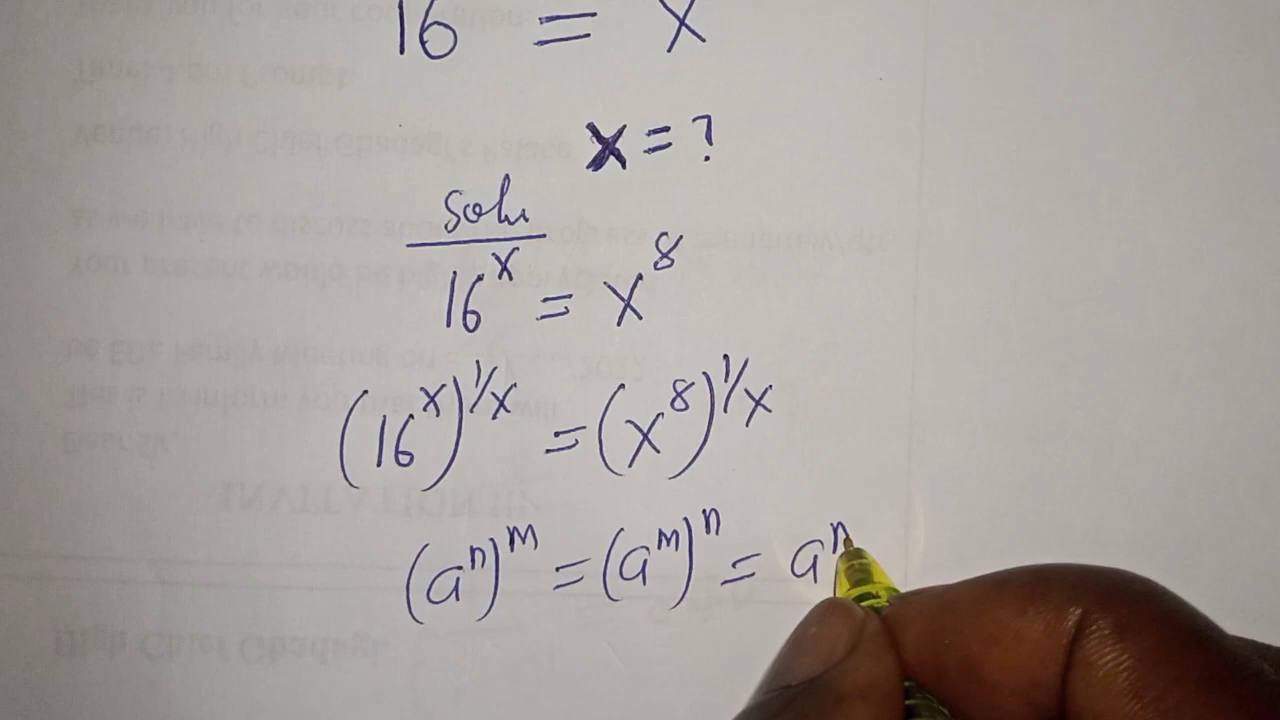 16 = x
x = ?
Soln
16^x = x^8
(16^x)^1/x = (x^8)^1/x
(a^n)^m = (a^m)^n = a^n